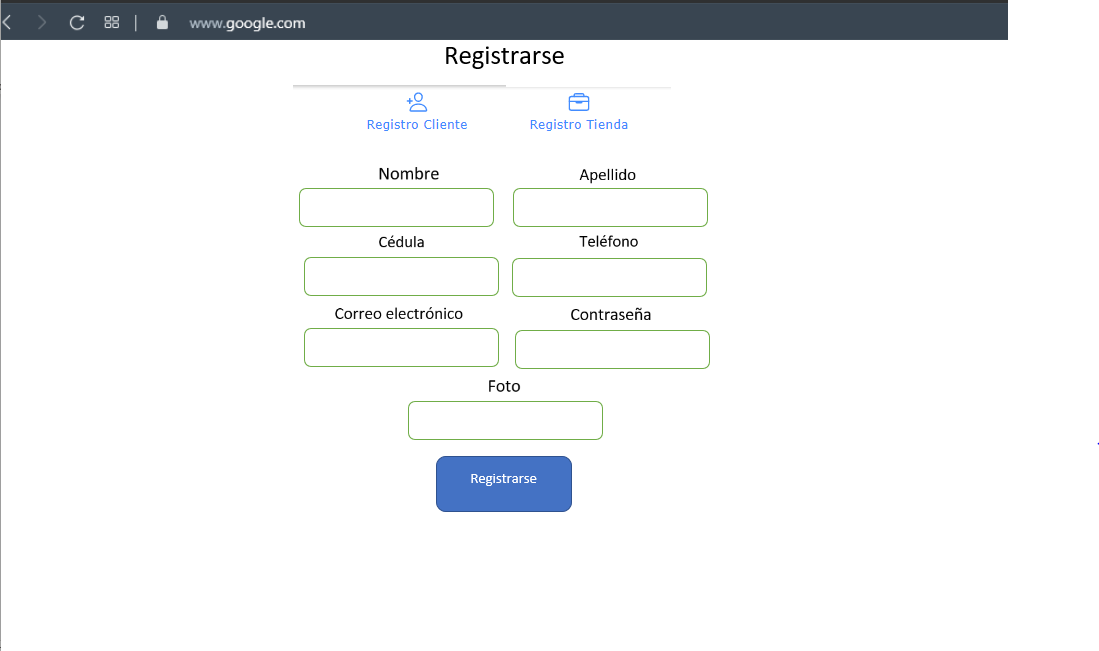 www.google.com
Registrarse
Registro Cliente
Registro Tienda
Nombre
Apellido
Cédula
Teléfono
Correo electrónico
Contraseña
Foto
Registrarse